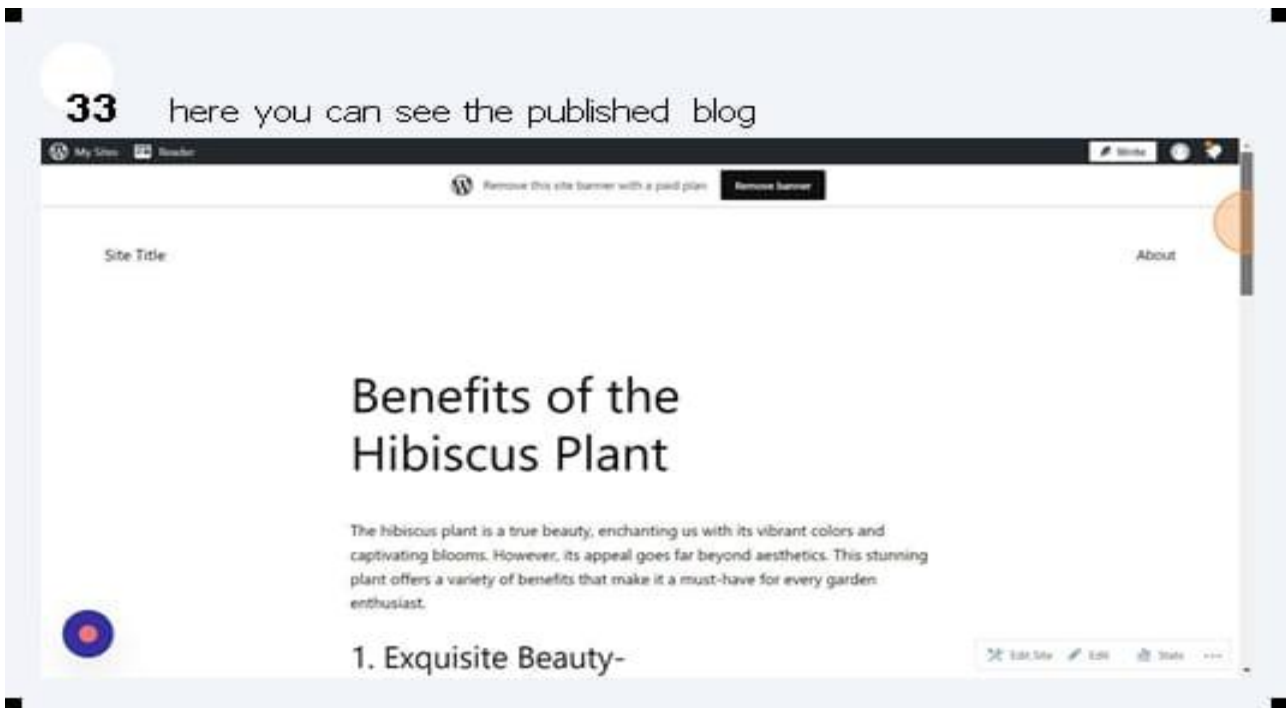 33 here you can see the published blog
My Sites Reader Write
Remove this site banner with a paid plan Remove banner
Site Title About
Benefits of the
Hibiscus Plant
The hibiscus plant is a true beauty, enchanting us with its vibrant colors and
captivating blooms. However, its appeal goes far beyond aesthetics. This stunning
plant offers a variety of benefits that make it a must-have for every garden
enthusiast.
1. Exquisite Beauty-
Edit Site Edit Stats ...